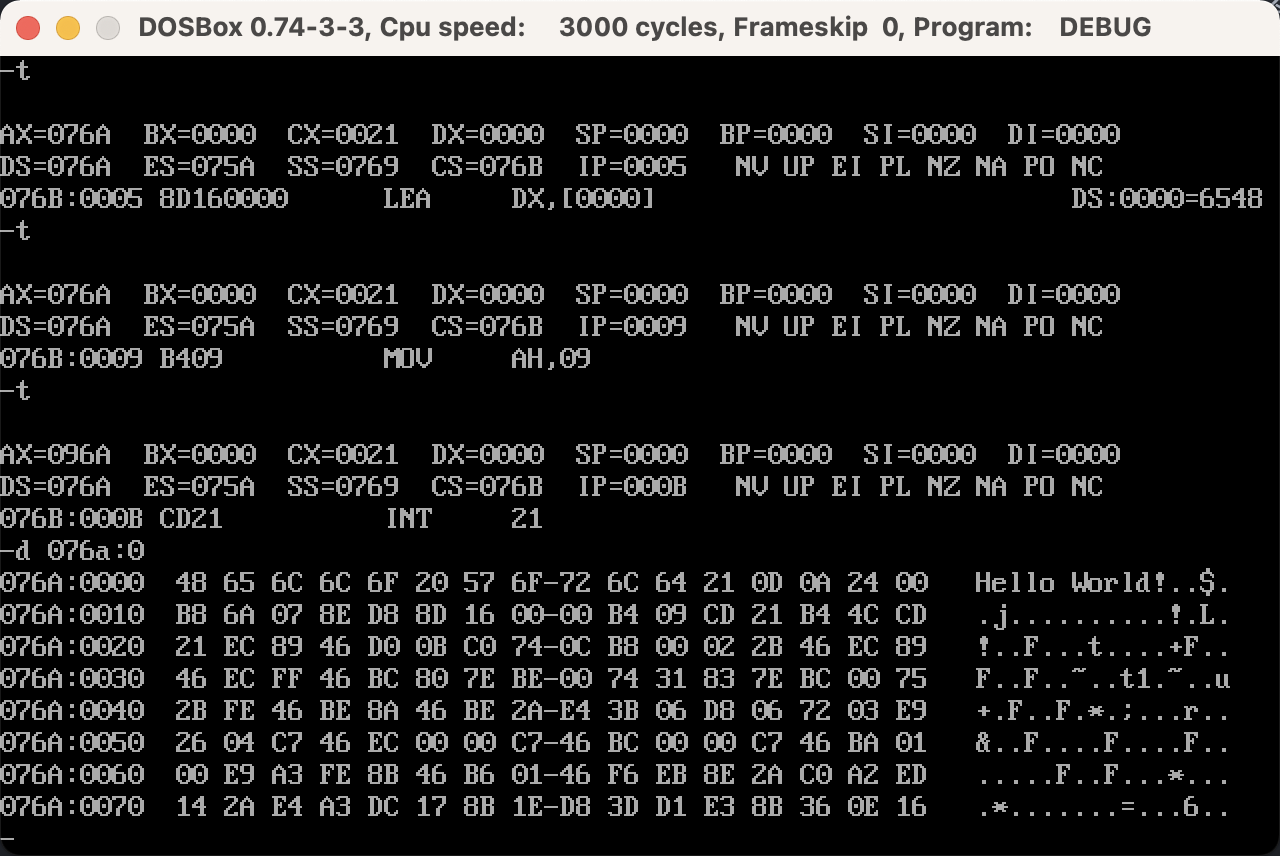 DOSBox 0.74-3-3, Cpu speed:    3000 cycles, Frameskip  0, Program:    DEBUG
-t
AX=076A  BX=0000  CX=0021  DX=0000  SP=0000  BP=0000  SI=0000  DI=0000
DS=076A  ES=075A  SS=0769  CS=076B  IP=0005   NV UP EI PL NZ NA PO NC
076B:0005 8D160000      LEA     DX,[0000]                          DS:0000=6548
-t
AX=076A  BX=0000  CX=0021  DX=0000  SP=0000  BP=0000  SI=0000  DI=0000
DS=076A  ES=075A  SS=0769  CS=076B  IP=0009   NV UP EI PL NZ NA PO NC
076B:0009 B409          MOV     AH,09
-t
AX=096A  BX=0000  CX=0021  DX=0000  SP=0000  BP=0000  SI=0000  DI=0000
DS=076A  ES=075A  SS=0769  CS=076B  IP=000B   NV UP EI PL NZ NA PO NC
076B:000B CD21          INT     21
-d 076a:0
076A:0000  48 65 6C 6C 6F 20 57 6F-72 6C 64 21 0D 0A 24 00   Hello World!..$.
076A:0010  B8 6A 07 8E D8 8D 16 00-00 B4 09 CD 21 B4 4C CD   .j..........!.L.
076A:0020  21 EC 89 46 D0 0B C0 74-0C B8 00 02 2B 46 EC 89   !..F...t....+F..
076A:0030  46 EC FF 46 BC 80 7E BE-00 74 31 83 7E BC 00 75   F..F..~..t1.~..u
076A:0040  2B FE 46 BE 8A 46 BE 2A-E4 3B 06 D8 06 72 03 E9   +.F..F.*.;...r..
076A:0050  26 04 C7 46 EC 00 00 C7-46 BC 00 00 C7 46 BA 01   &..F....F....F..
076A:0060  00 E9 A3 FE 8B 46 B6 01-46 F6 EB 8E 2A C0 A2 ED   .....F..F...*...
076A:0070  14 2A E4 A3 DC 17 8B 1E-D8 3D D1 E3 8B 36 0E 16   .*.......=...6..
-